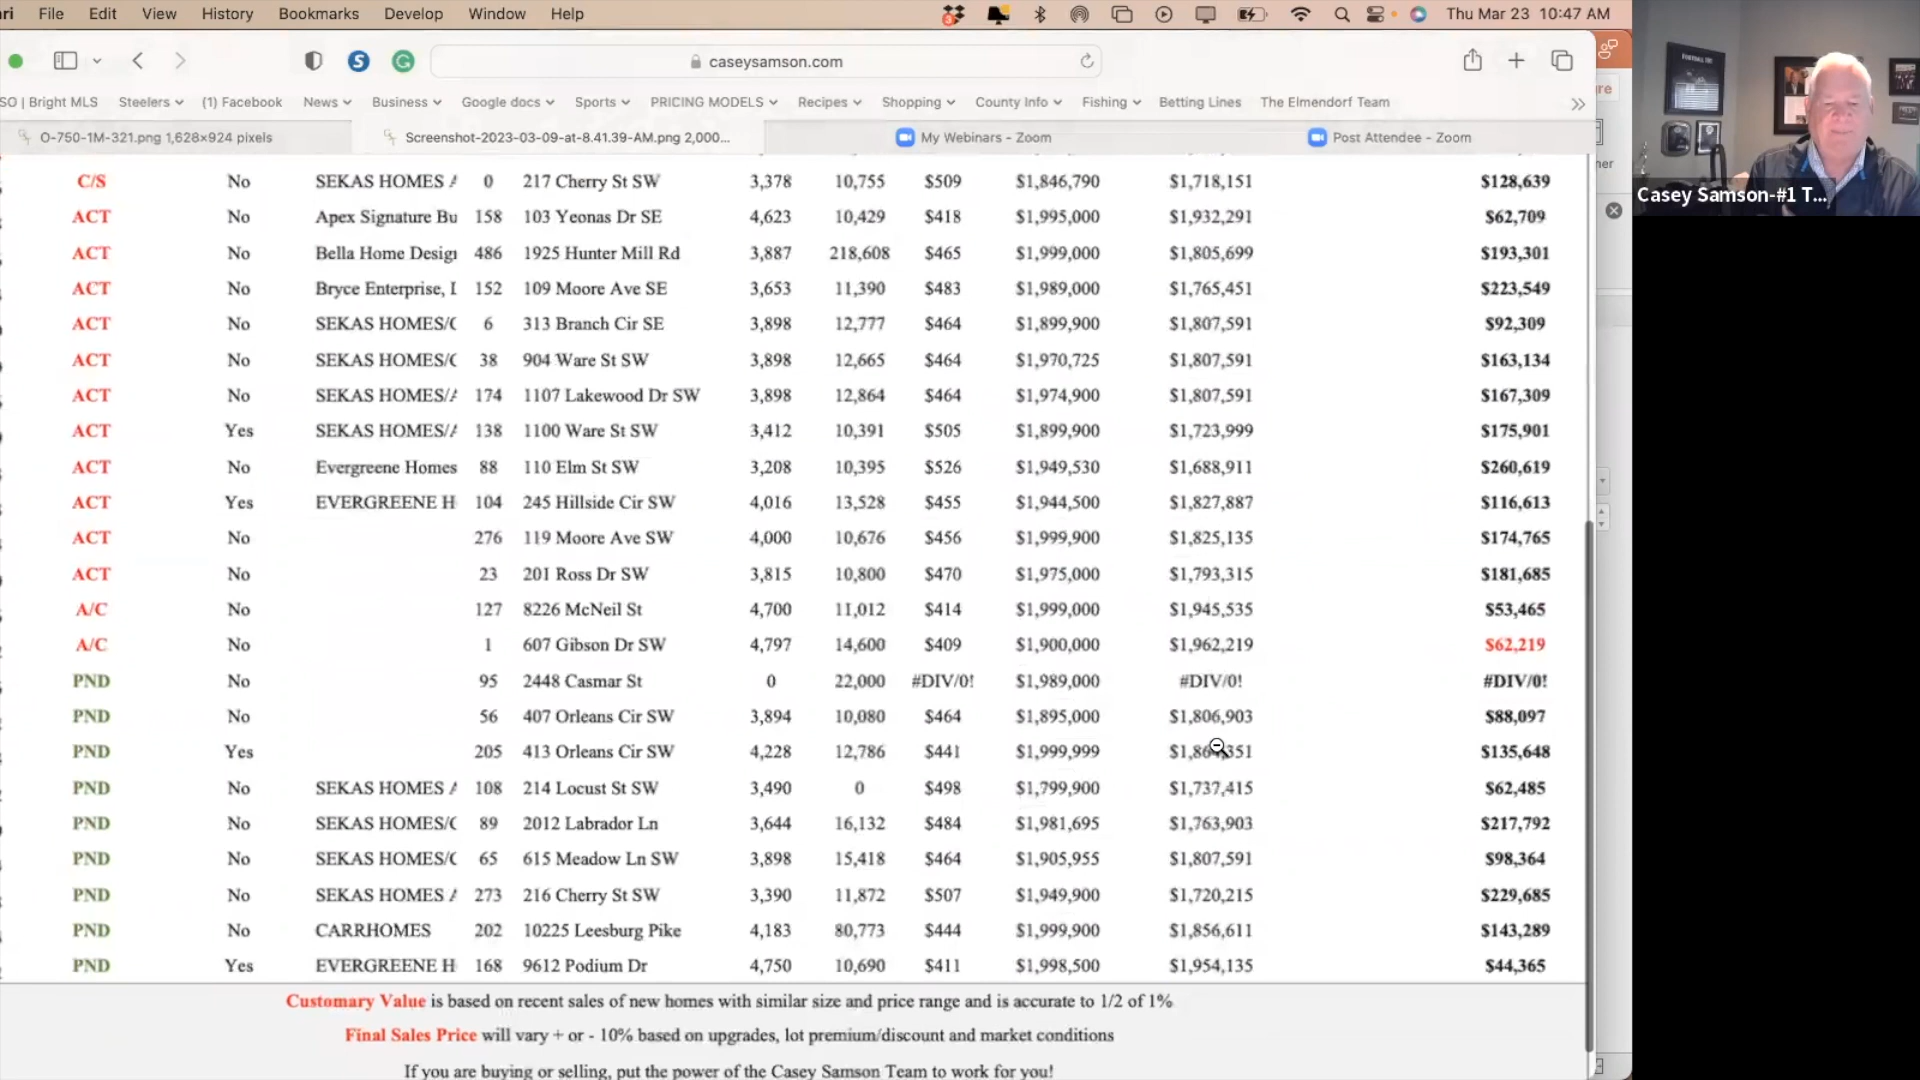 ri File Edit View History Bookmarks Develop Window Help Thu Mar 23 10:47 AM
caseysamson.com
SO | Bright MLS Steelers (1) Facebook News Business Google docs Sports PRICING MODELS Recipes Shopping County Info Fishing Betting Lines The Elmendorf Team
O-750-1M-321.png 1,628×924 pixels Screenshot-2023-03-09-at-8.41.39-AM.png 2,000... My Webinars - Zoom Post Attendee - Zoom
C/S No SEKAS HOMES 0 217 Cherry St SW 3,378 10,755 $509 $1,846,790 $1,718,151 $128,639
ACT No Apex Signature Bu 158 103 Yeonas Dr SE 4,623 10,429 $418 $1,995,000 $1,932,291 $62,709
ACT No Bella Home Design 486 1925 Hunter Mill Rd 3,887 218,608 $465 $1,999,000 $1,805,699 $193,301
ACT No Bryce Enterprise, 152 109 Moore Ave SE 3,653 11,390 $483 $1,989,000 $1,765,451 $223,549
ACT No SEKAS HOMES/C 6 313 Branch Cir SE 3,898 12,777 $464 $1,899,900 $1,807,591 $92,309
ACT No SEKAS HOMES/C 38 904 Ware St SW 3,898 12,665 $464 $1,970,725 $1,807,591 $163,134
ACT No SEKAS HOMES/ 174 1107 Lakewood Dr SW 3,898 12,864 $464 $1,974,900 $1,807,591 $167,309
ACT Yes SEKAS HOMES/ 138 1100 Ware St SW 3,412 10,391 $505 $1,899,900 $1,723,999 $175,901
ACT No Evergreene Homes 88 110 Elm St SW 3,208 10,395 $526 $1,949,530 $1,688,911 $260,619
ACT Yes EVERGREENE H 104 245 Hillside Cir SW 4,016 13,528 $455 $1,944,500 $1,827,887 $116,613
ACT No 276 119 Moore Ave SW 4,000 10,676 $456 $1,999,900 $1,825,135 $174,765
ACT No 23 201 Ross Dr SW 3,815 10,800 $470 $1,975,000 $1,793,315 $181,685
A/C No 127 8226 McNeil St 4,700 11,012 $414 $1,999,000 $1,945,535 $53,465
A/C No 1 607 Gibson Dr SW 4,797 14,600 $409 $1,900,000 $1,962,219 $62,219
PND No 95 2448 Casmar St 0 22,000 #DIV/0! $1,989,000 #DIV/0! #DIV/0!
PND No 56 407 Orleans Cir SW 3,894 10,080 $464 $1,895,000 $1,806,903 $88,097
PND Yes 205 413 Orleans Cir SW 4,228 12,786 $441 $1,999,999 $135,648
PND No SEKAS HOMES 108 214 Locust St SW 3,490 0 $498 $1,799,900 $1,737,415 $62,485
PND No SEKAS HOMES/C 89 2012 Labrador Ln 3,644 16,132 $484 $1,981,695 $1,763,903 $217,792
PND No SEKAS HOMES/C 65 615 Meadow Ln SW 3,898 15,418 $464 $1,905,955 $1,807,591 $98,364
PND No SEKAS HOMES 273 216 Cherry St SW 3,390 11,872 $507 $1,949,900 $1,720,215 $229,685
PND No CARRHOMES 202 10225 Leesburg Pike 4,183 80,773 $444 $1,999,900 $1,856,611 $143,289
PND Yes EVERGREENE H 168 9612 Podium Dr 4,750 10,690 $411 $1,998,500 $1,954,135 $44,365
Customary Value is based on recent sales of new homes with similar size and price range and is accurate to 1/2 of 1%
Final Sales Price will vary + or - 10% based on upgrades, lot premium/discount and market conditions
If you are buying or selling, put the power of the Casey Samson Team to work for you!
Casey Samson-#1 T...